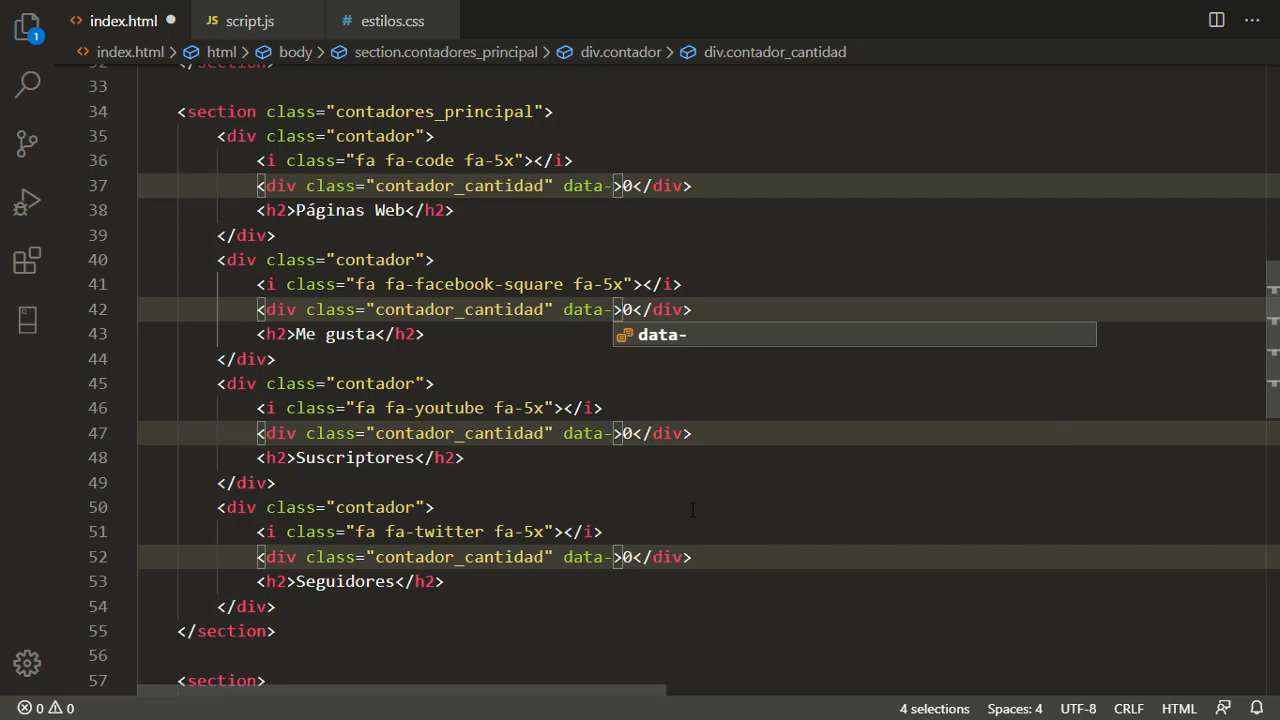 index.html
script.js
estilos.css
index.html > html > body > section.contadores_principal > div.contador > div.contador_cantidad
32 </section>
33
34 <section class="contadores_principal">
35 <div class="contador">
36 <i class="fa fa-code fa-5x"></i>
37 <div class="contador_cantidad" data->0</div>
38 <h2>Páginas Web</h2>
39 </div>
40 <div class="contador">
41 <i class="fa fa-facebook-square fa-5x"></i>
42 <div class="contador_cantidad" data->0</div>
43 <h2>Me gusta</h2>
data-
44 </div>
45 <div class="contador">
46 <i class="fa fa-youtube fa-5x"></i>
47 <div class="contador_cantidad" data->0</div>
48 <h2>Suscriptores</h2>
49 </div>
50 <div class="contador">
51 <i class="fa fa-twitter fa-5x"></i>
52 <div class="contador_cantidad" data->0</div>
53 <h2>Seguidores</h2>
54 </div>
55 </section>
56
57 <section>
1
0 0 4 selections Spaces: 4 UTF-8 CRLF HTML